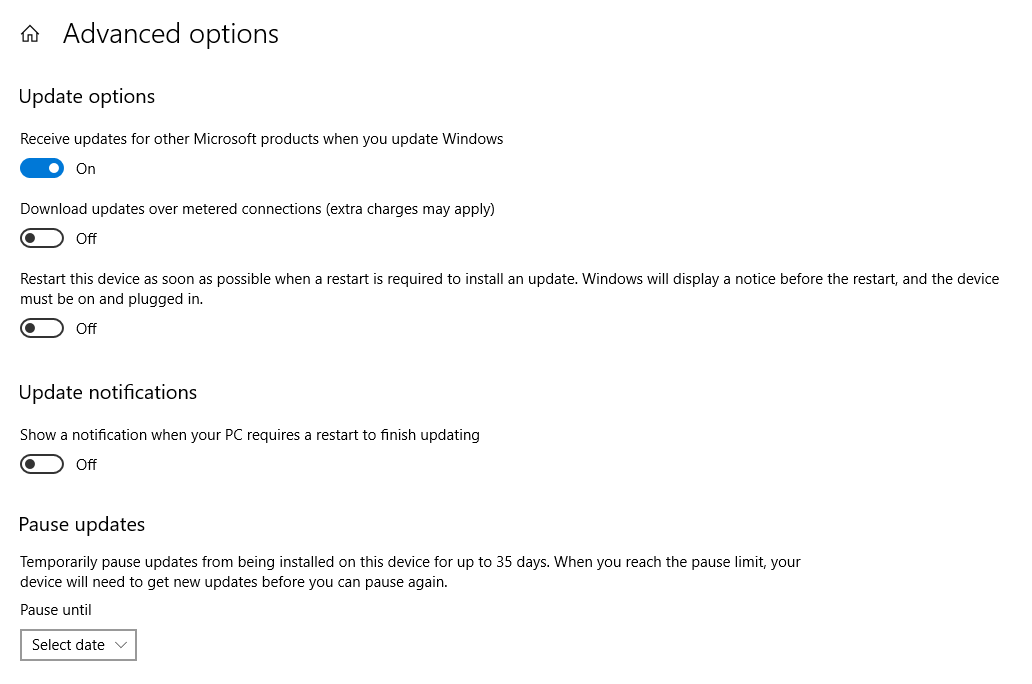 Advanced options
Update options
Receive updates for other Microsoft products when you update Windows
On
Download updates over metered connections (extra charges may apply)
Off
Restart this device as soon as possible when a restart is required to install an update. Windows will display a notice before the restart, and the device
must be on and plugged in.
Off
Update notifications
Show a notification when your PC requires a restart to finish updating
Off
Pause updates
Temporarily pause updates from being installed on this device for up to 35 days. When you reach the pause limit, your
device will need to get new updates before you can pause again.
Pause until
Select date